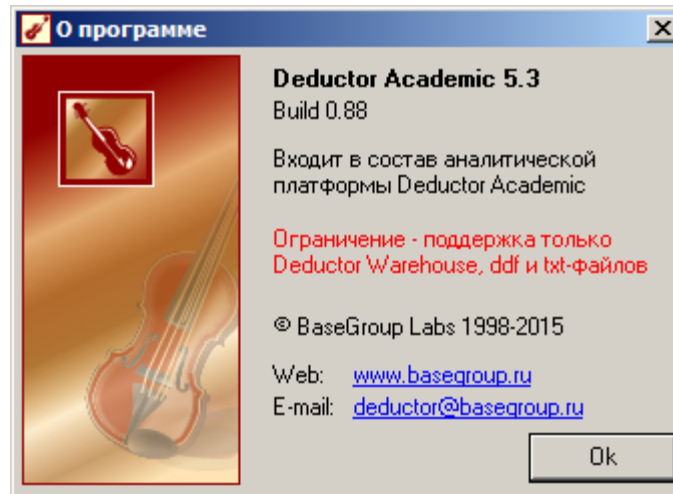 О программе
Deductor Academic 5.3
Build 0.88
Входит в состав аналитической
платформы Deductor Academic
Ограничение - поддержка только
Deductor Warehouse, ddf и txt-файлов
© BaseGroup Labs 1998-2015
Web: www.basegroup.ru
E-mail: deductor@basegroup.ru
Ok